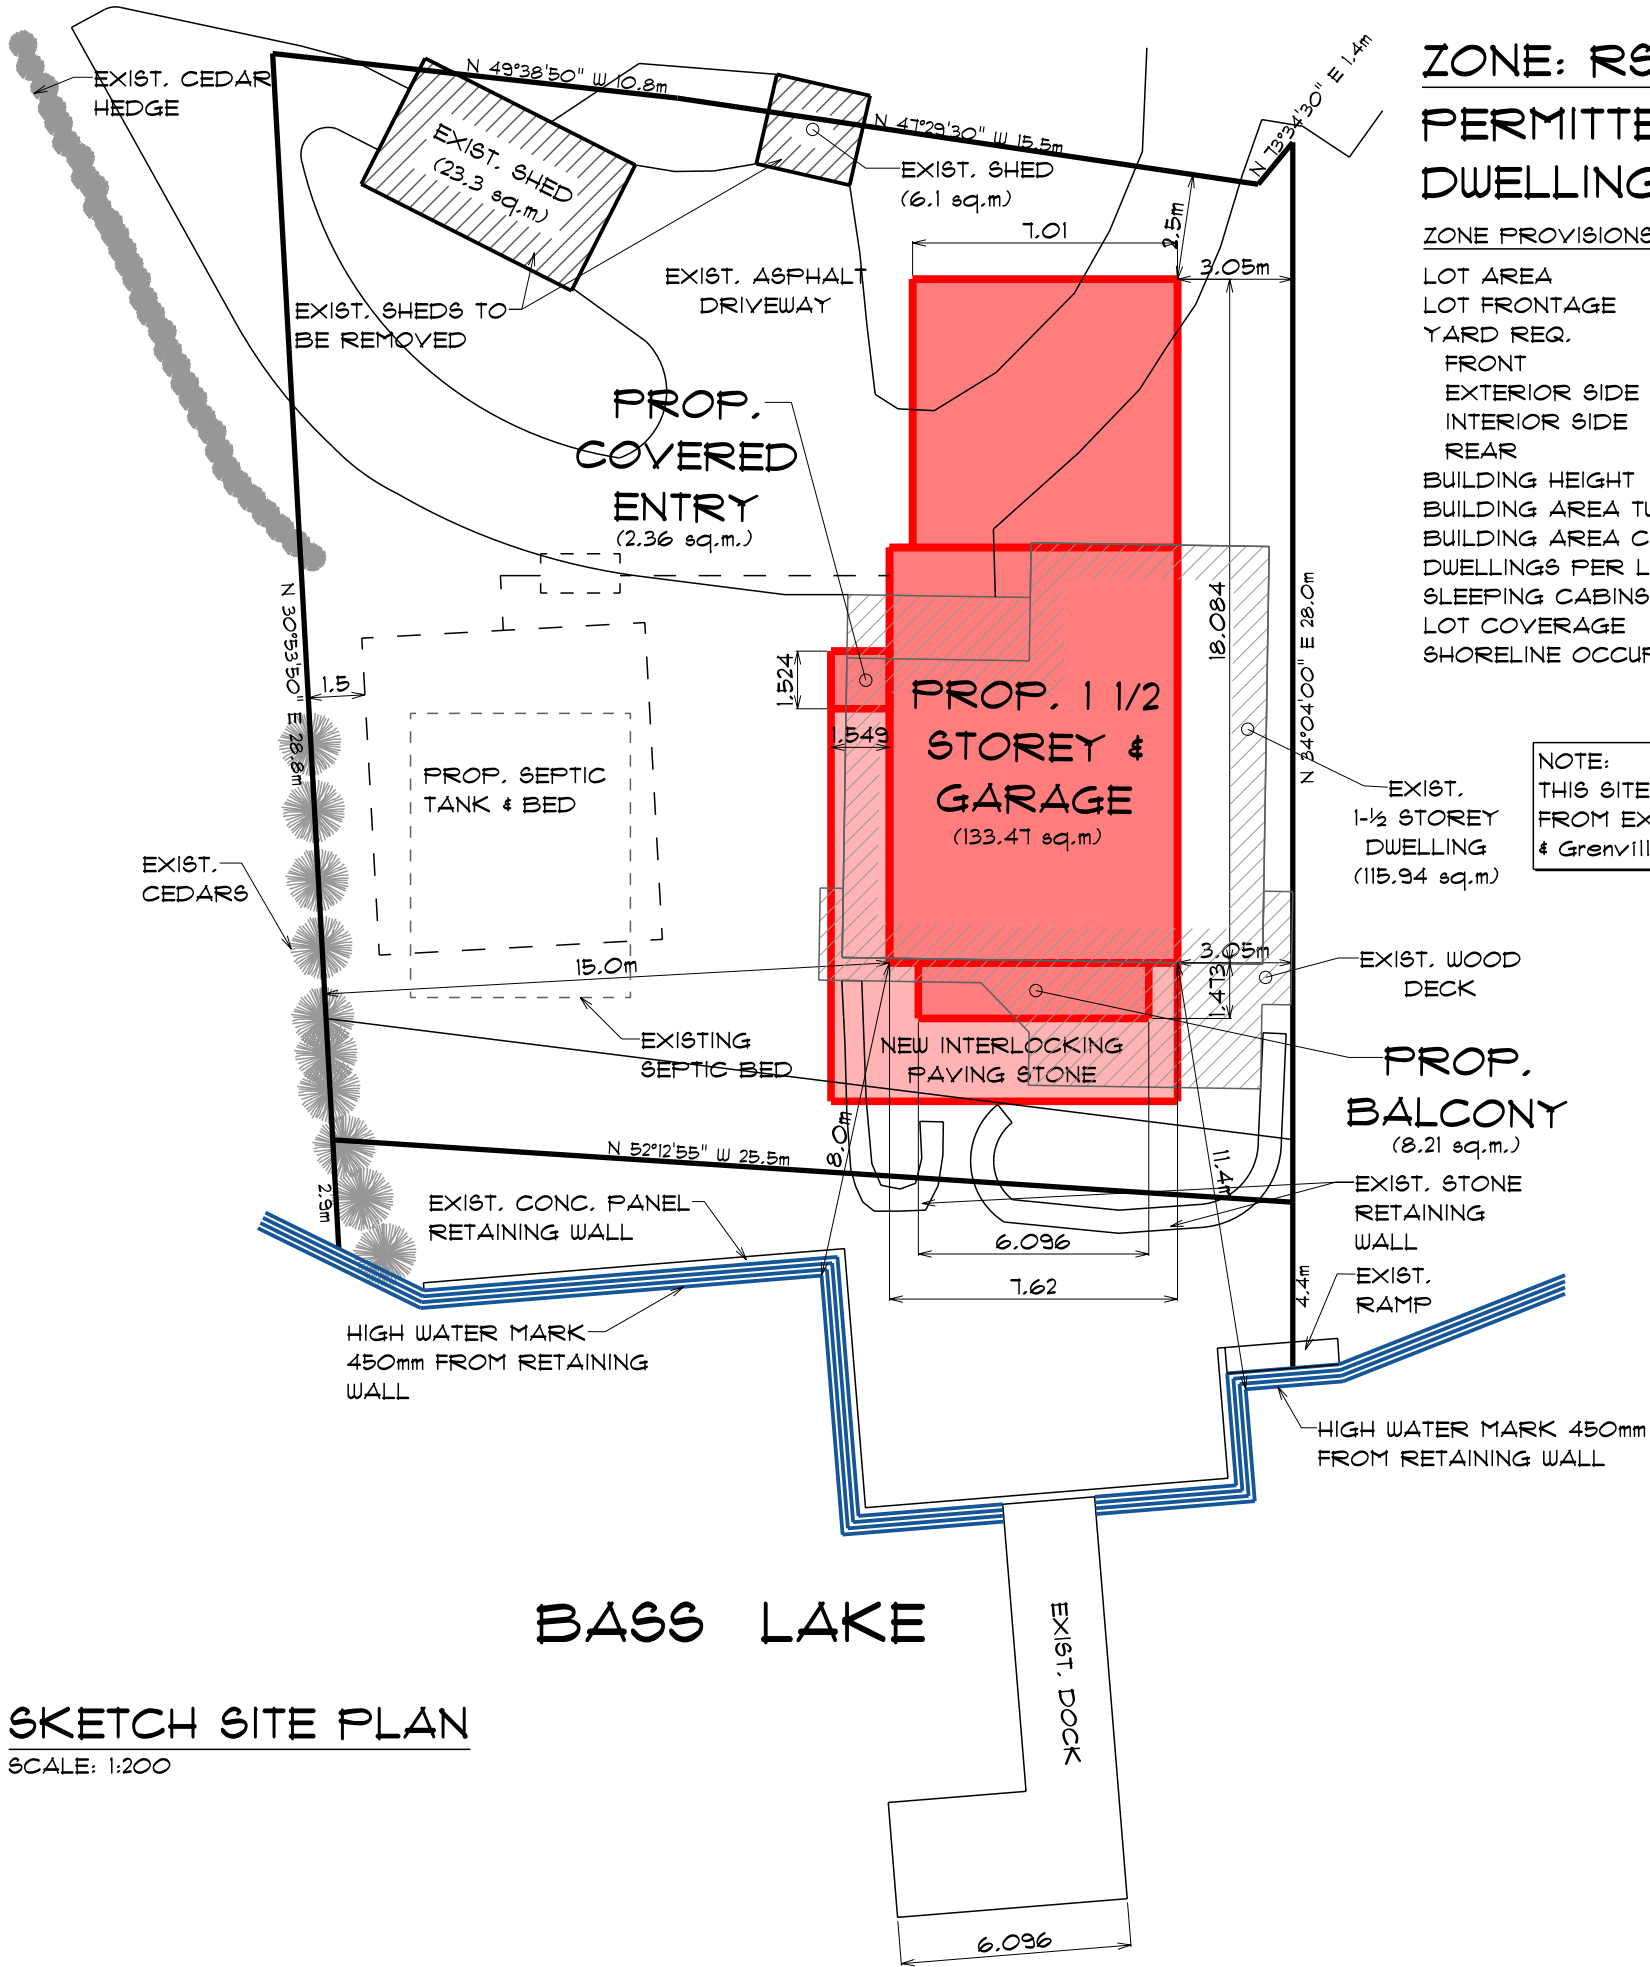 EXIST. CEDAR
HEDGE
N 49°38'50" W 10.8m
N 47°29'30" W 15.5m
N 73°34'30" E 1.4m
EXIST. SHED
(23.3 sq.m)
EXIST. SHED
(6.1 sq.m)
EXIST. SHEDS TO
BE REMOVED
EXIST. ASPHALT
DRIVEWAY
7.01
2.5m
3.05m
PROP.
COVERED
ENTRY
(2.36 sq.m.)
N 30°53'50" E 28.8m
1.5
1.524
1.549
18.084
N 34°04'00" E 28.0m
PROP. 1 1/2
STOREY &
GARAGE
(133.47 sq.m)
PROP. SEPTIC
TANK & BED
EXIST.
CEDARS
15.0m
EXISTING
SEPTIC BED
EXIST.
1-½ STOREY
DWELLING
(115.94 sq.m)
3.05m
1.473
EXIST. WOOD
DECK
NEW INTERLOCKING
PAVING STONE
PROP.
BALCONY
(8.21 sq.m.)
8.0m
11.4m
N 52°12'55" W 25.5m
2.9m
EXIST. CONC. PANEL
RETAINING WALL
EXIST. STONE
RETAINING
WALL
6.096
7.62
4.4m
EXIST.
RAMP
HIGH WATER MARK
450mm FROM RETAINING
WALL
HIGH WATER MARK 450mm
FROM RETAINING WALL
BASS LAKE
EXIST. DOCK
6.096
SKETCH SITE PLAN
SCALE: 1:200
ZONE: RS
PERMITTE
DWELLING
ZONE PROVISIONS
LOT AREA
LOT FRONTAGE
YARD REQ.
FRONT
EXTERIOR SIDE
INTERIOR SIDE
REAR
BUILDING HEIGHT
BUILDING AREA TU
BUILDING AREA C
DWELLINGS PER L
SLEEPING CABINS
LOT COVERAGE
SHORELINE OCCUP
NOTE:
THIS SITE
FROM EX
& Grenvill